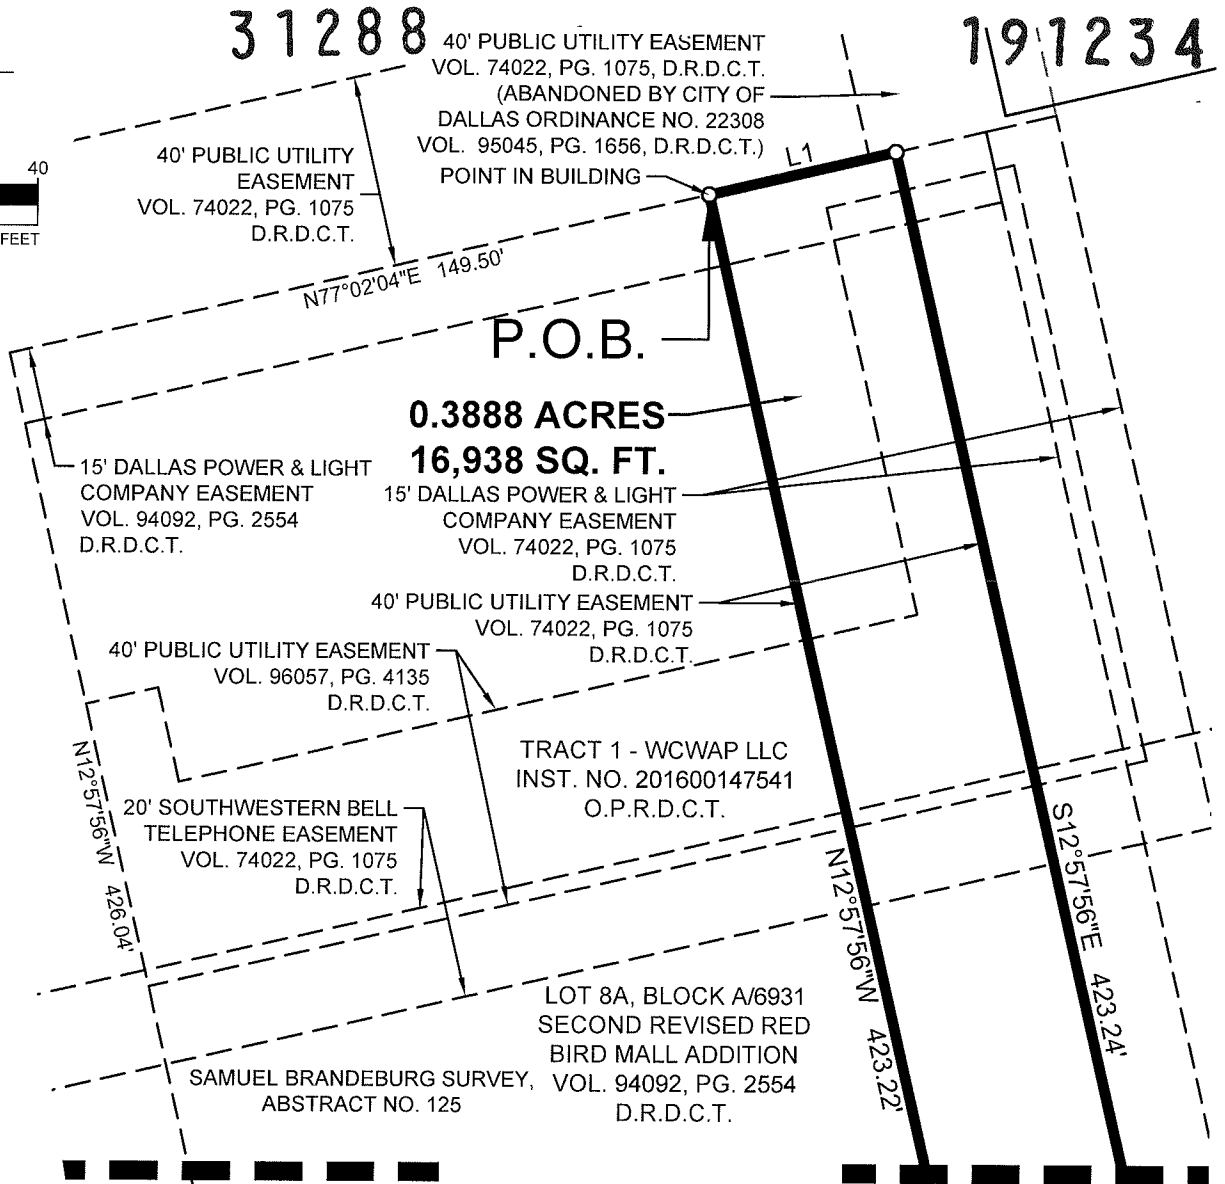 31288
191234
40' PUBLIC UTILITY EASEMENT
VOL. 74022, PG. 1075, D.R.D.C.T.
(ABANDONED BY CITY OF
DALLAS ORDINANCE NO. 22308
VOL. 95045, PG. 1656, D.R.D.C.T.)
40' PUBLIC UTILITY
EASEMENT
VOL. 74022, PG. 1075
D.R.D.C.T.
40
FEET
POINT IN BUILDING
L1
N77°02'04"E 149.50'
P.O.B.
0.3888 ACRES
16,938 SQ. FT.
15' DALLAS POWER & LIGHT
COMPANY EASEMENT
VOL. 94092, PG. 2554
D.R.D.C.T.
15' DALLAS POWER & LIGHT
COMPANY EASEMENT
VOL. 74022, PG. 1075
D.R.D.C.T.
40' PUBLIC UTILITY EASEMENT
VOL. 74022, PG. 1075
D.R.D.C.T.
40' PUBLIC UTILITY EASEMENT
VOL. 96057, PG. 4135
D.R.D.C.T.
TRACT 1 - WCWAP LLC
INST. NO. 201600147541
O.P.R.D.C.T.
N12°57'56"W 426.04'
20' SOUTHWESTERN BELL
TELEPHONE EASEMENT
VOL. 74022, PG. 1075
D.R.D.C.T.
N12°57'56"W 423.22'
S12°57'56"E 423.24'
LOT 8A, BLOCK A/6931
SECOND REVISED RED
BIRD MALL ADDITION
VOL. 94092, PG. 2554
D.R.D.C.T.
SAMUEL BRANDEBURG SURVEY,
ABSTRACT NO. 125